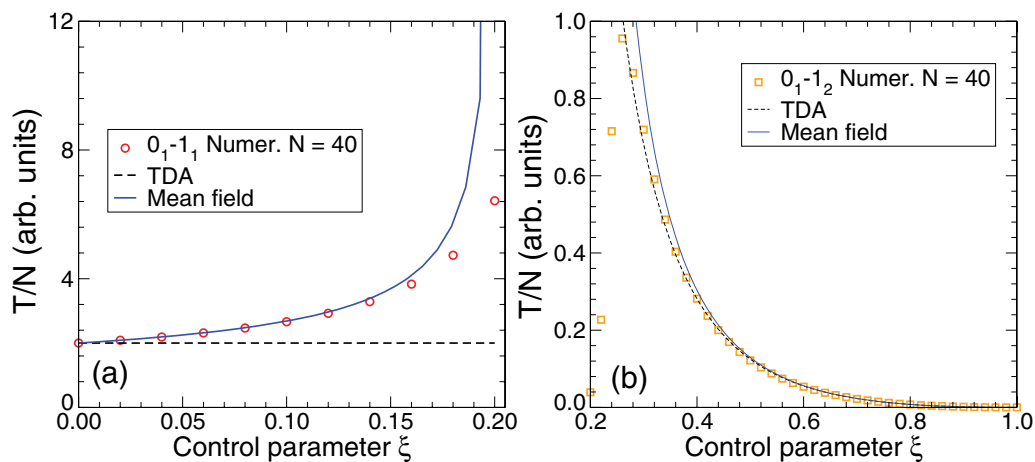 12
8
4
0
T/N (arb. units)
0₁-1₁ Numer. N = 40
TDA
Mean field
(a)
0.00 0.05 0.10 0.15 0.20
Control parameter ξ
1.0
0.8
0.6
0.4
0.2
0.0
T/N (arb. units)
0₁-1₂ Numer. N = 40
TDA
Mean field
(b)
0.2 0.4 0.6 0.8 1.0
Control parameter ξ